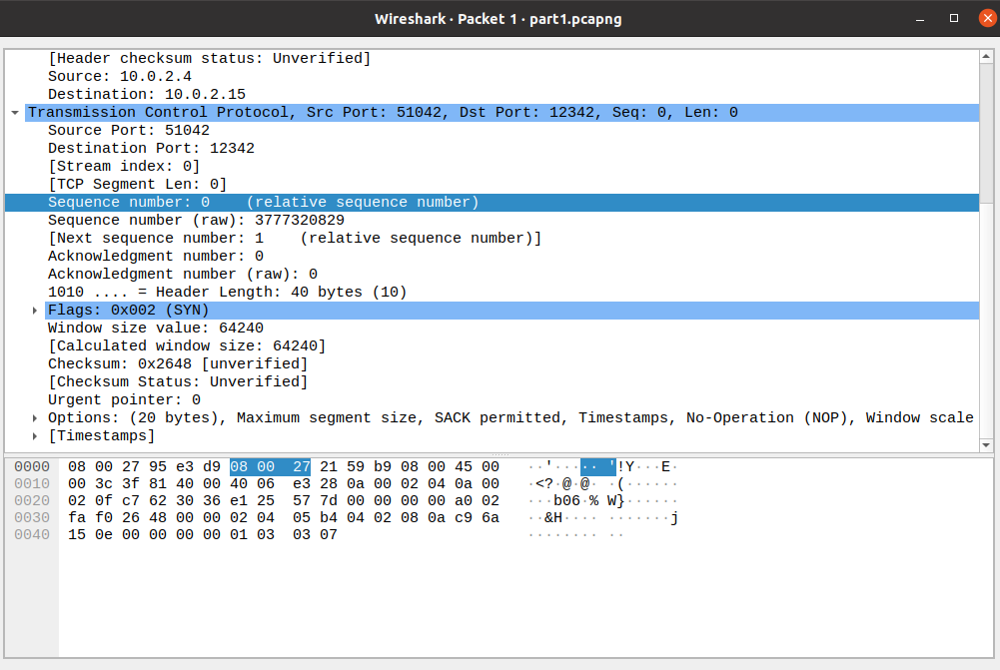 Wireshark · Packet 1 · part1.pcapng
[Header checksum status: Unverified]
Source: 10.0.2.4
Destination: 10.0.2.15
Transmission Control Protocol, Src Port: 51042, Dst Port: 12342, Seq: 0, Len: 0
Source Port: 51042
Destination Port: 12342
[Stream index: 0]
[TCP Segment Len: 0]
Sequence number: 0    (relative sequence number)
Sequence number (raw): 3777320829
[Next sequence number: 1    (relative sequence number)]
Acknowledgment number: 0
Acknowledgment number (raw): 0
1010 .... = Header Length: 40 bytes (10)
Flags: 0x002 (SYN)
Window size value: 64240
[Calculated window size: 64240]
Checksum: 0x2648 [unverified]
[Checksum Status: Unverified]
Urgent pointer: 0
Options: (20 bytes), Maximum segment size, SACK permitted, Timestamps, No-Operation (NOP), Window scale
[Timestamps]
0000  08 00 27 95 e3 d9 08 00  27 21 59 b9 08 00 45 00  ··'····· '!Y···E·
0010  00 3c 3f 81 40 00 40 06  e3 28 0a 00 02 04 0a 00  ·<?·@·@· ·(······
0020  02 0f c7 62 30 36 e1 25  57 7d 00 00 00 00 a0 02  ···b06·% W}······
0030  fa f0 26 48 00 00 02 04  05 b4 04 02 08 0a c9 6a  ··&H···· ·······j
0040  15 0e 00 00 00 00 01 03  03 07  ········ ··